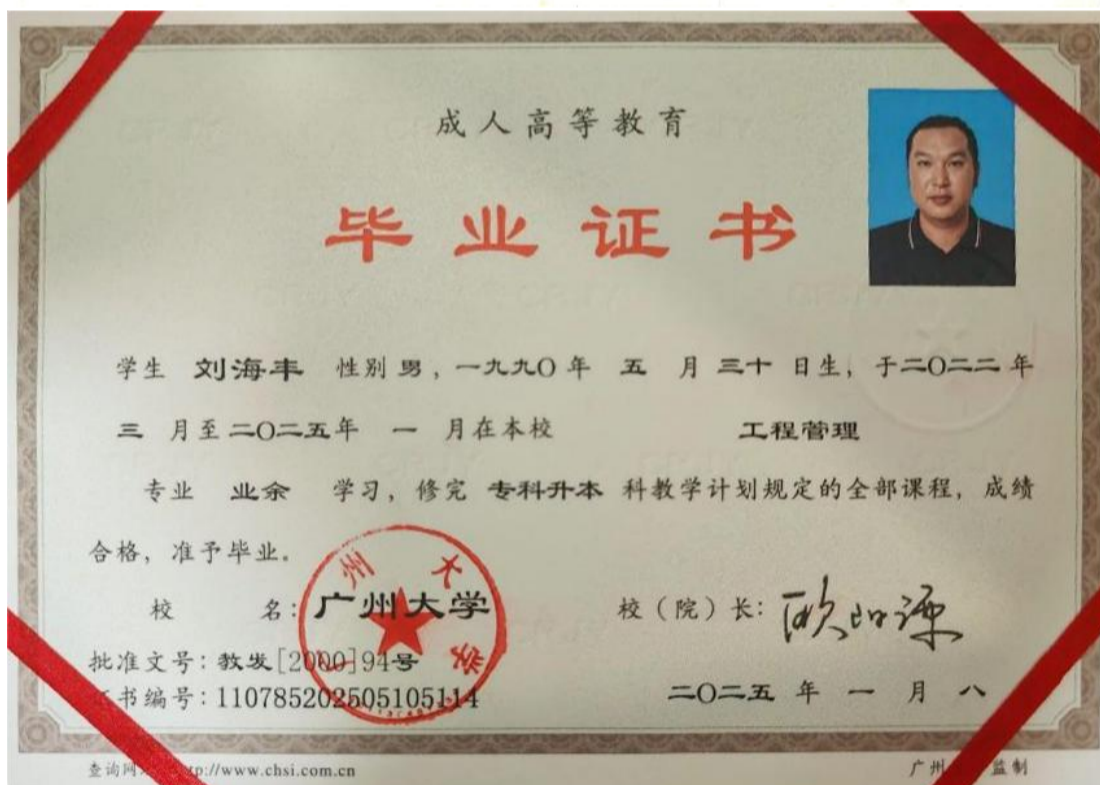 成人高等教育
毕业证书
学生 刘海丰 性别 男，一九九〇年 五 月 三十 日生，于二〇二二年
三 月至二〇二五年 一 月在本校 工程管理
专业 业余 学习，修完 专科升本 科教学计划规定的全部课程，成绩
合格，准予毕业。
校 名：广州大学 校（院）长：
批准文号：教发[2000]94号
书编号：110785202505105114 二〇二五 年 一 月 八
查询网 tp://www.chsi.com.cn 广州 监制